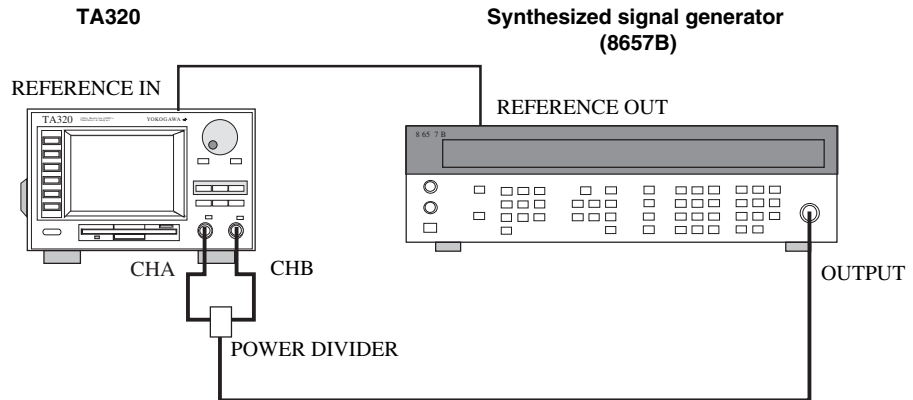 TA320
Synthesized signal generator
(8657B)
REFERENCE IN
REFERENCE OUT
TA320
YOKOGAWA
8 65 7 B
CHA
CHB
OUTPUT
POWER DIVIDER